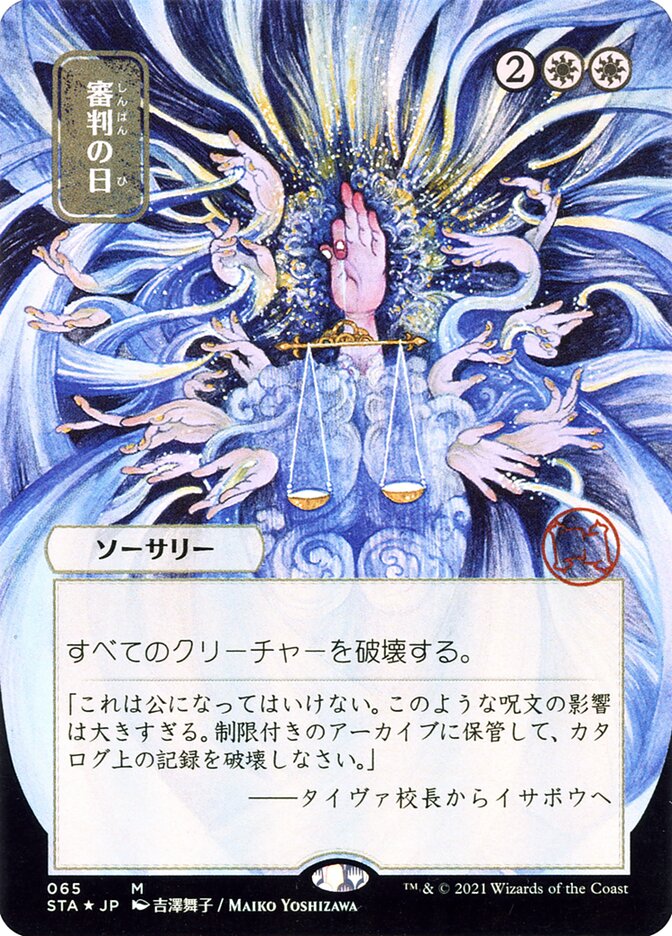 審判の日
しんぱん ひ
2
ソーサリー
すべてのクリーチャーを破壊する。
「これは公になってはいけない。このような呪文の影響
は大きすぎる。制限付きのアーカイブに保管して、カタ
ログ上の記録を破壊しなさい。」
――タイヴァ校長からイサボウへ
065 M
STA ★ JP 吉澤舞子 / Maiko Yoshizawa
™ & © 2021 Wizards of the Coast